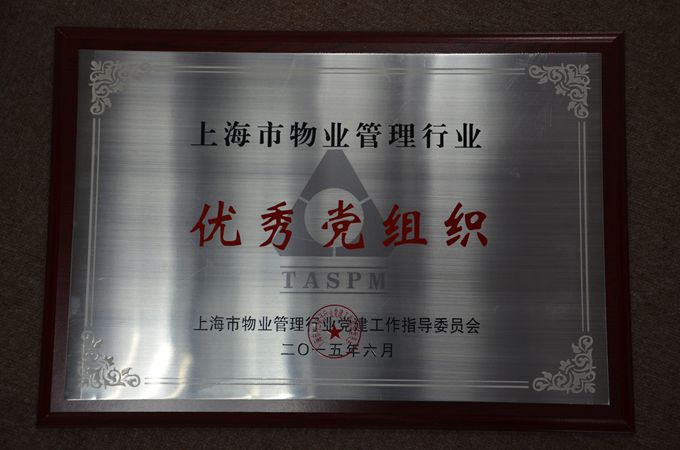 上海市物业管理行业
优秀党组织
TASPM
上海市物业管理行业党建工作指导委员会
二〇一五年六月